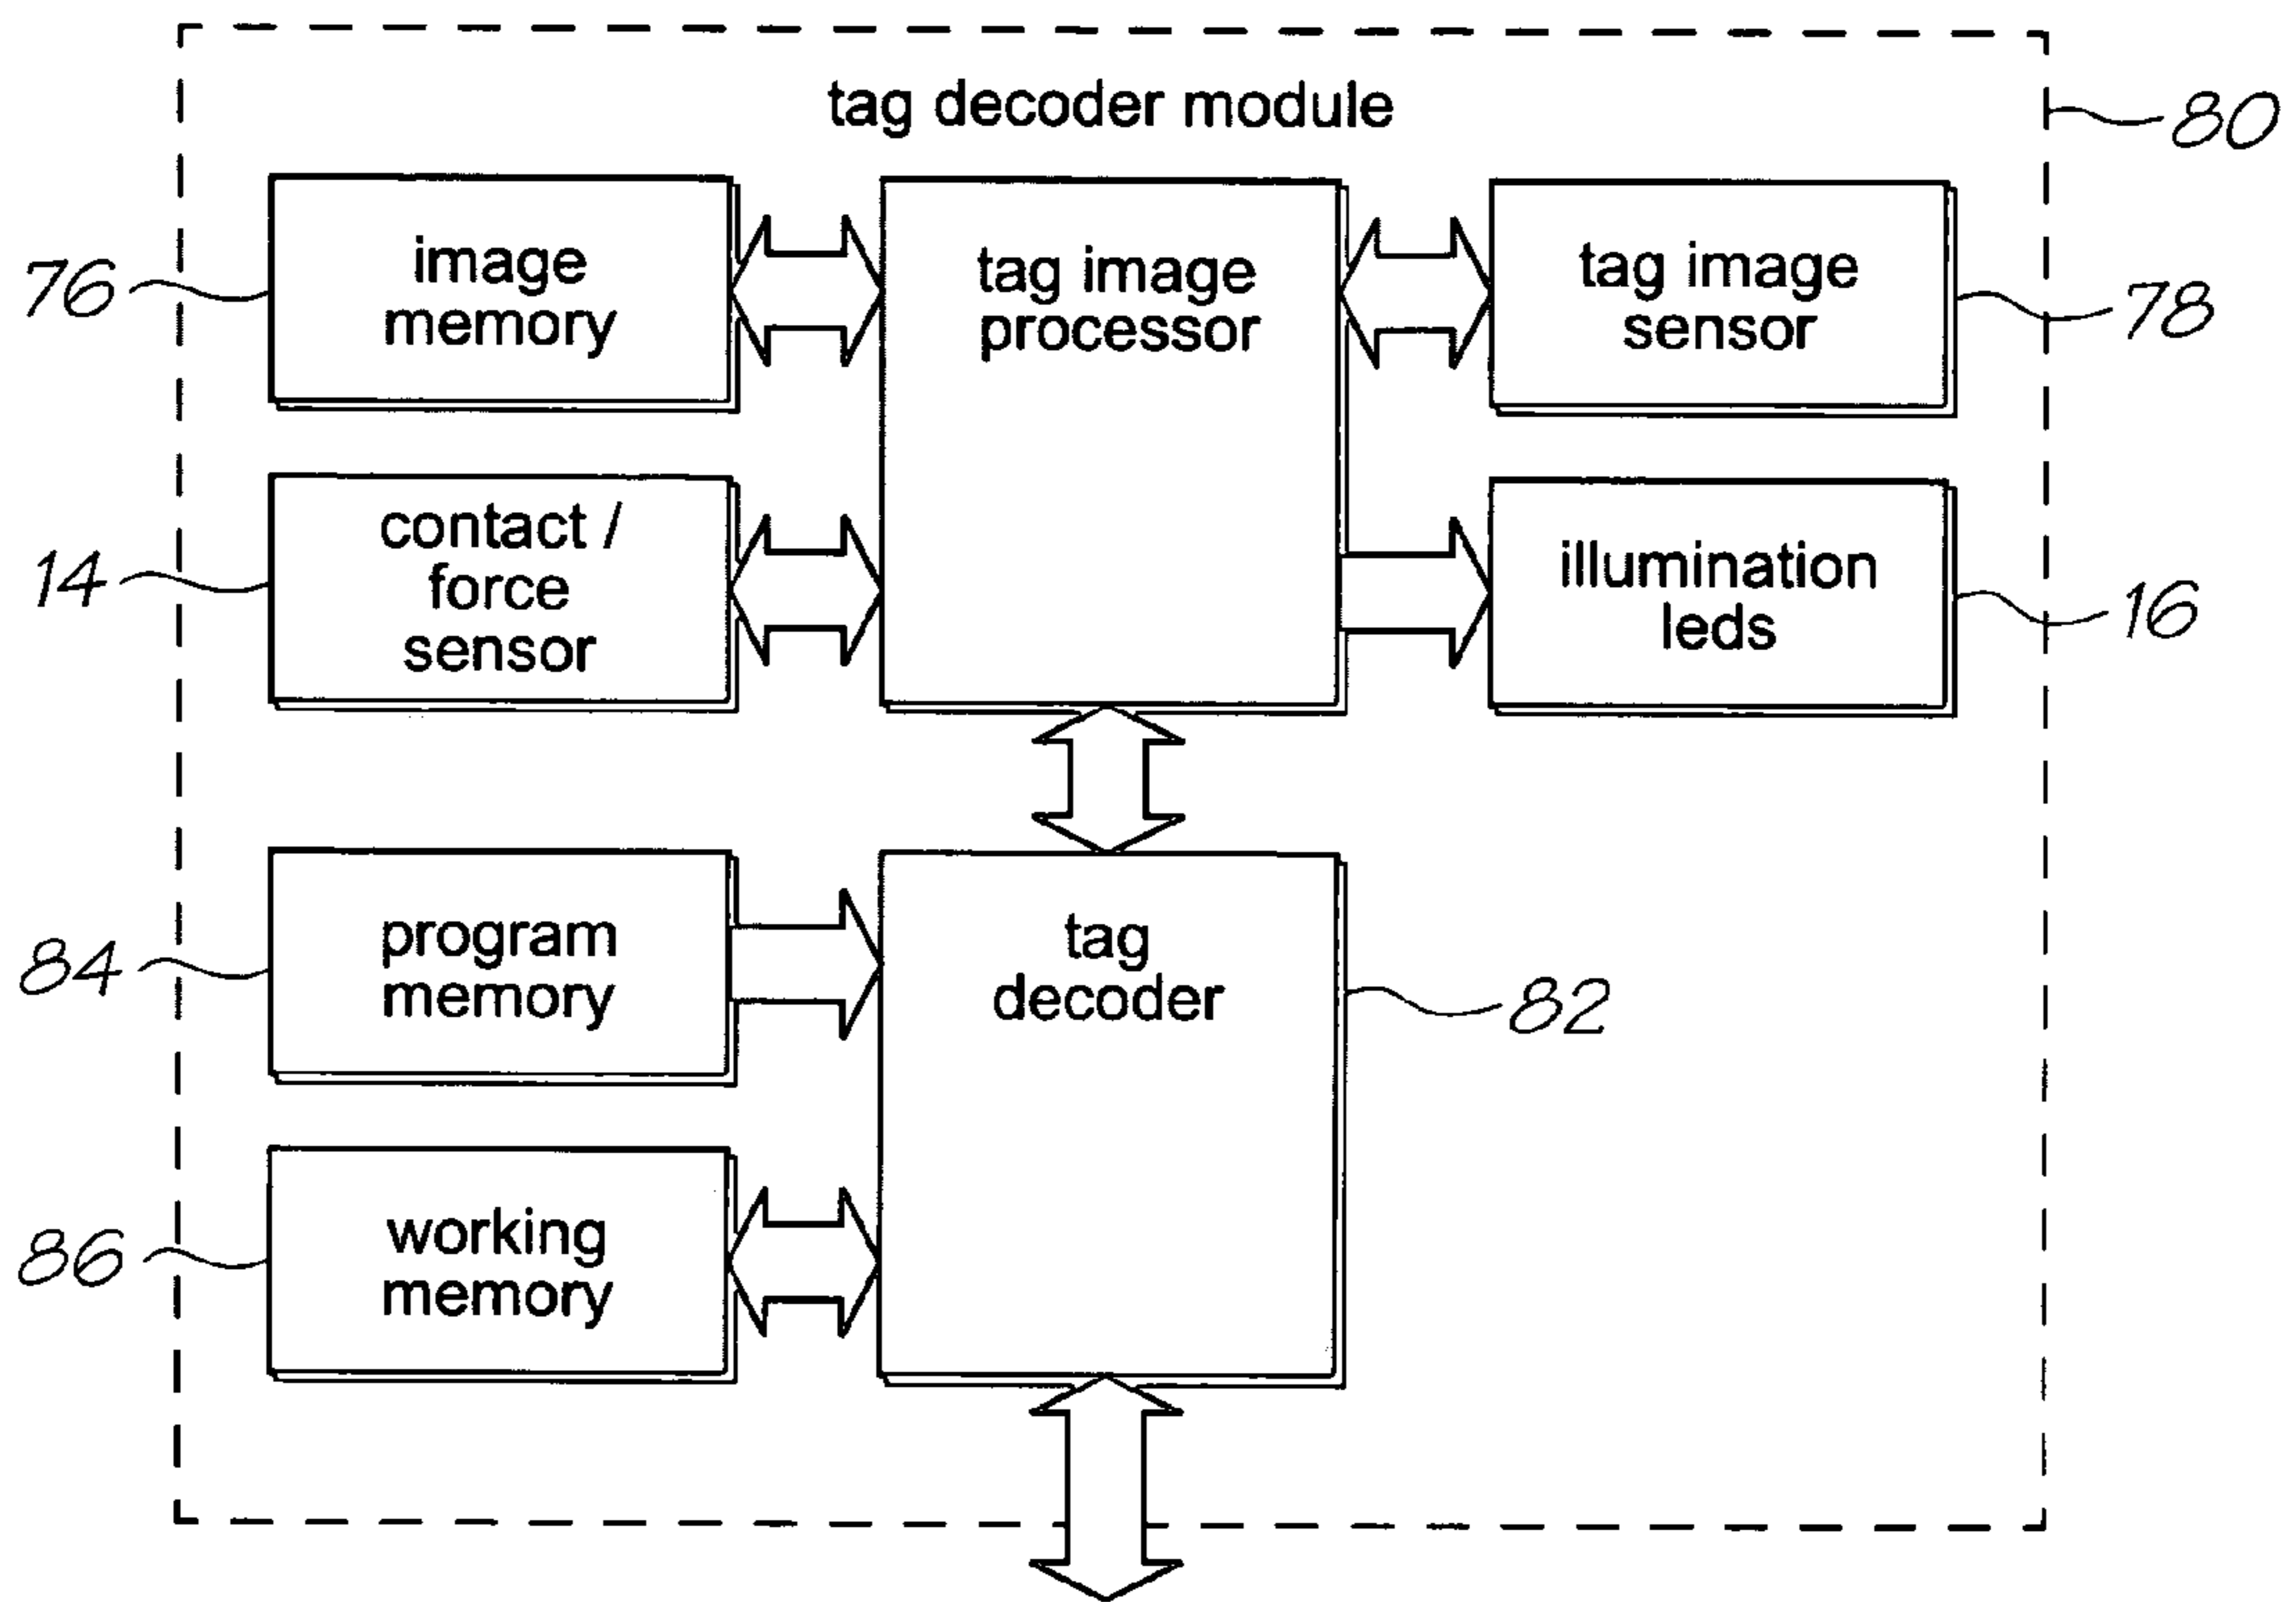 tag decoder module
80
76
image
memory
tag image
processor
tag image
sensor
78
14
contact /
force
sensor
illumination
leds
16
84
program
memory
tag
decoder
82
86
working
memory